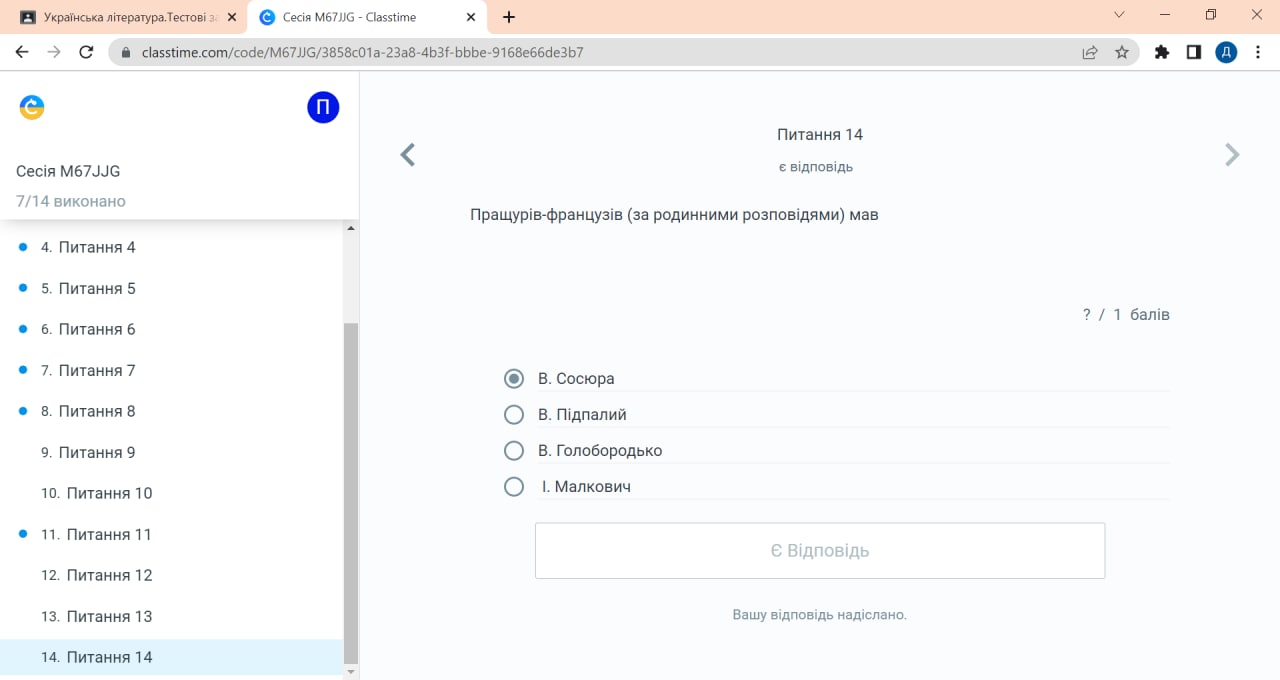 Українська література.Тестові за
Сесія M67JJG - Classtime
classtime.com/code/M67JJG/3858c01a-23a8-4b3f-bbbe-9168e66de3b7
Д
П
Сесія M67JJG
7/14 виконано
4. Питання 4
5. Питання 5
6. Питання 6
7. Питання 7
8. Питання 8
9. Питання 9
10. Питання 10
11. Питання 11
12. Питання 12
13. Питання 13
14. Питання 14
Питання 14
є відповідь
Пращурів-французів (за родинними розповідями) мав
? / 1 балів
В. Сосюра
В. Підпалий
В. Голобородько
І. Малкович
Є Відповідь
Вашу відповідь надіслано.